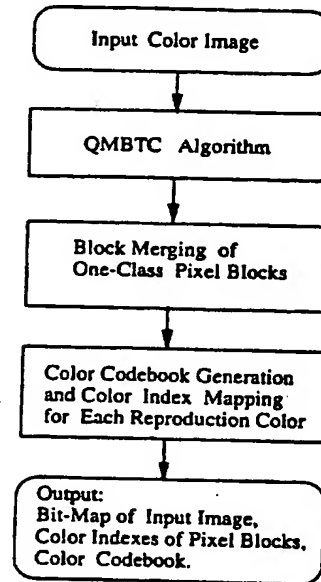 Input Color Image
QMBTC Algorithm
Block Merging of
One-Class Pixel Blocks
Color Codebook Generation
and Color Index Mapping
for Each Reproduction Color
Output:
Bit-Map of Input Image,
Color Indexes of Pixel Blocks,
Color Codebook.